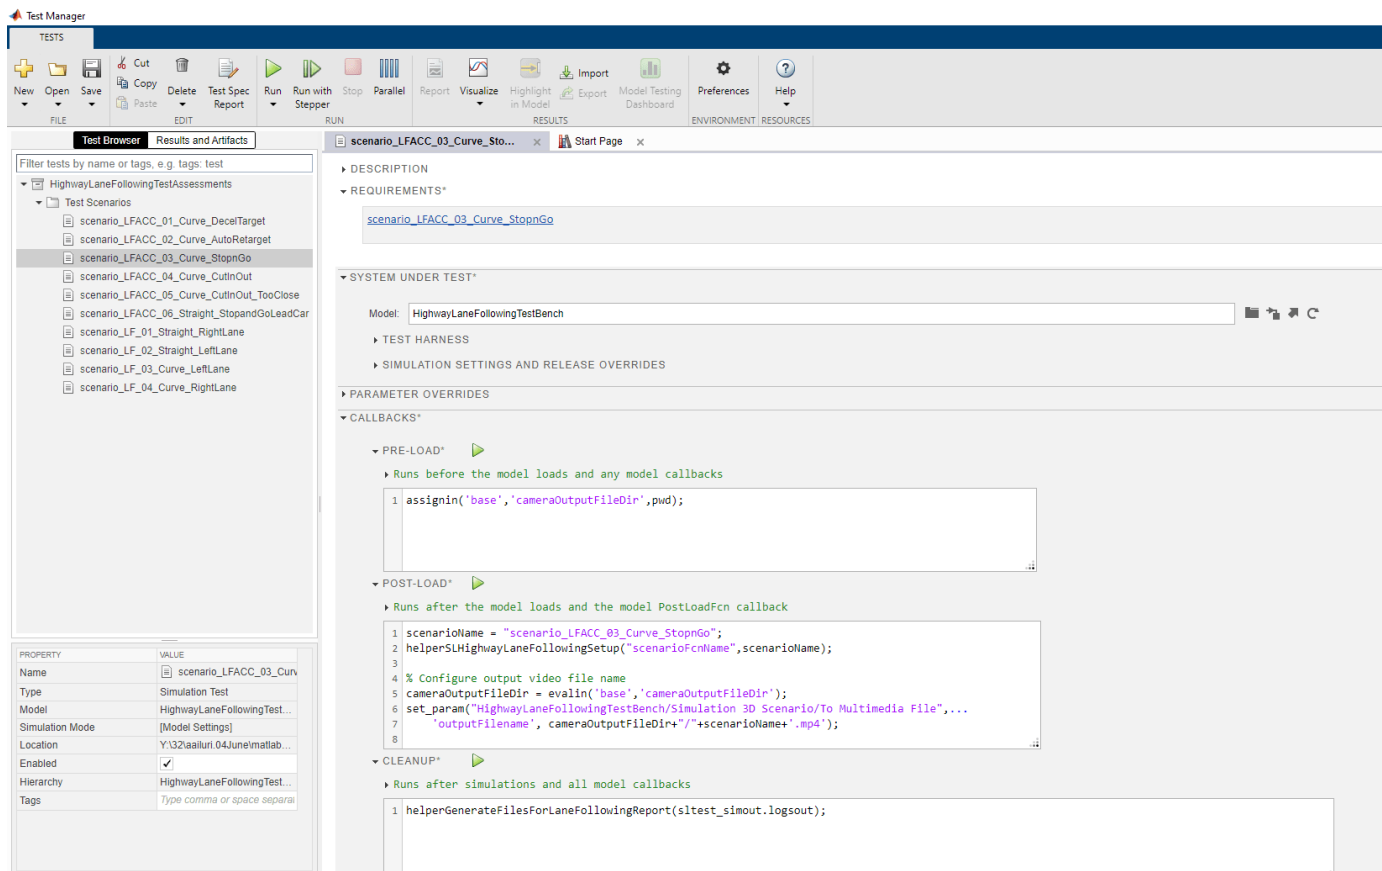 Test Manager
TESTS
New
Open
Save
Cut
Copy
Paste
Delete
Test Spec
Report
Run
Run with
Stepper
Stop
Parallel
Report
Visualize
Highlight
in Model
Import
Export
Model Testing
Dashboard
Preferences
Help
FILE
EDIT
RUN
RESULTS
ENVIRONMENT
RESOURCES
Test Browser
Results and Artifacts
Filter tests by name or tags, e.g. tags: test
HighwayLaneFollowingTestAssessments
Test Scenarios
scenario_LFACC_01_Curve_DecelTarget
scenario_LFACC_02_Curve_AutoRetarget
scenario_LFACC_03_Curve_StopnGo
scenario_LFACC_04_Curve_CutInOut
scenario_LFACC_05_Curve_CutInOut_TooClose
scenario_LFACC_06_Straight_StopandGoLeadCar
scenario_LF_01_Straight_RightLane
scenario_LF_02_Straight_LeftLane
scenario_LF_03_Curve_LeftLane
scenario_LF_04_Curve_RightLane
PROPERTY VALUE
Name scenario_LFACC_03_Curv
Type Simulation Test
Model HighwayLaneFollowingTest...
Simulation Mode [Model Settings]
Location Y:\32\aailuri.04June\matlab...
Enabled
Hierarchy HighwayLaneFollowingTest...
Tags Type comma or space separat
scenario_LFACC_03_Curve_Sto... x
Start Page x
DESCRIPTION
REQUIREMENTS*
scenario_LFACC_03_Curve_StopnGo
SYSTEM UNDER TEST*
Model: HighwayLaneFollowingTestBench
TEST HARNESS
SIMULATION SETTINGS AND RELEASE OVERRIDES
PARAMETER OVERRIDES
CALLBACKS*
PRE-LOAD*
Runs before the model loads and any model callbacks
1 assignin('base','cameraOutputFileDir',pwd);
POST-LOAD*
Runs after the model loads and the model PostLoadFcn callback
1 scenarioName = "scenario_LFACC_03_Curve_StopnGo";
2 helperSLHighwayLaneFollowingSetup("scenarioFcnName",scenarioName);
3
4 % Configure output video file name
5 cameraOutputFileDir = evalin('base','cameraOutputFileDir');
6 set_param("HighwayLaneFollowingTestBench/Simulation 3D Scenario/To Multimedia File",...
7 'outputFilename', cameraOutputFileDir+"/"+scenarioName+'.mp4');
8
CLEANUP*
Runs after simulations and all model callbacks
1 helperGenerateFilesForLaneFollowingReport(sltest_simout.logsout);